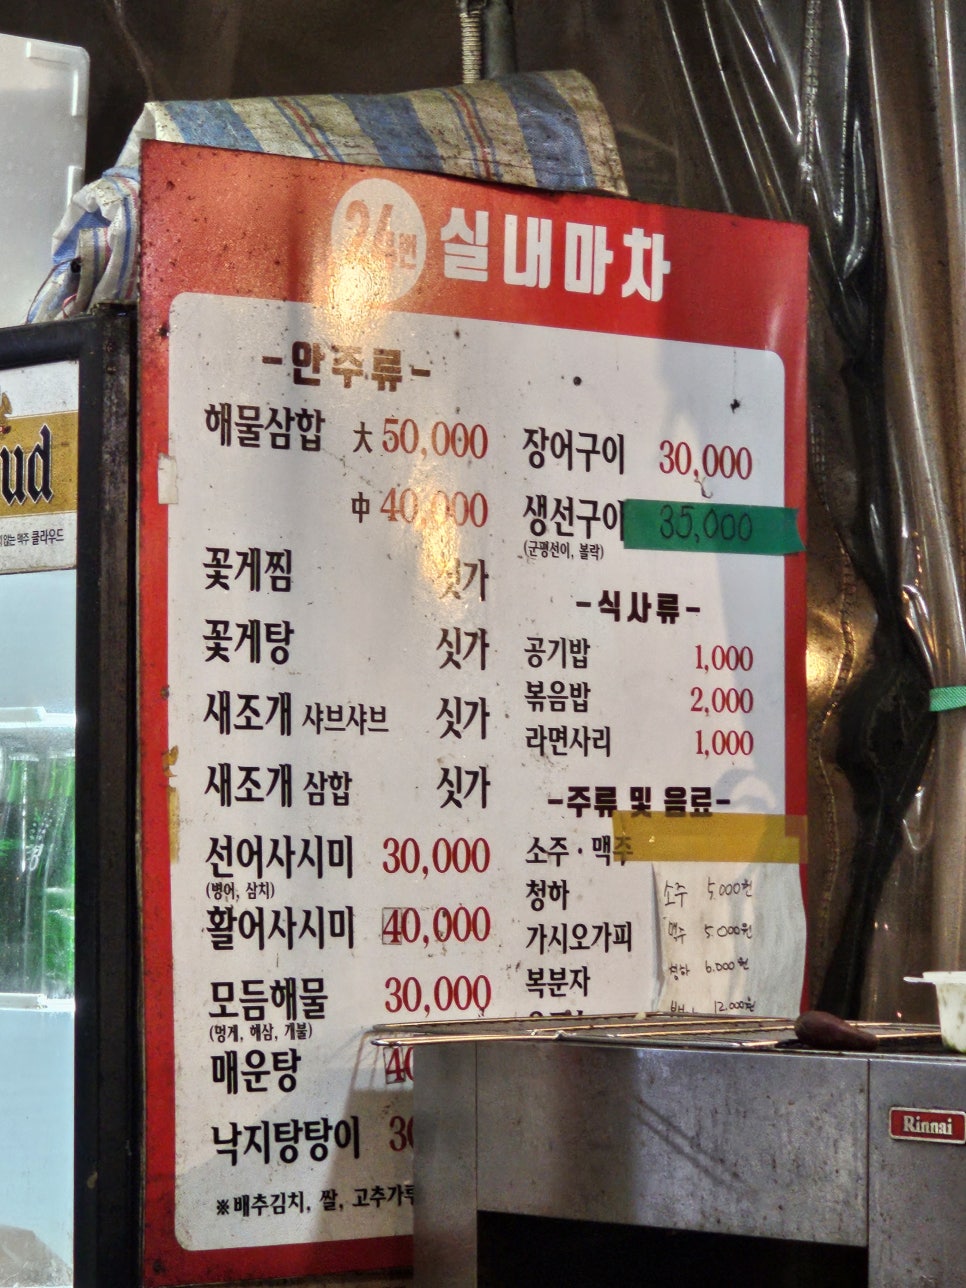 24
번
실내마차
-안주류-
해물삼합 大 50,000
中 40,000
꽃게찜 싯가
꽃게탕 싯가
새조개 샤브샤브 싯가
새조개 삼합 싯가
선어사시미 30,000
(병어, 삼치)
활어사시미 40,000
모듬해물 30,000
(멍게, 해삼, 개불)
매운탕
낙지탕탕이
※배추김치, 쌀, 고추가루
장어구이 30,000
생선구이 35,000
(군평선이, 볼락)
-식사류-
공기밥 1,000
볶음밥 2,000
라면사리 1,000
-주류 및 음료-
소주·맥주
청하
가시오가피
복분자
소주 5,000원
맥주 5,000원
청하 6,000원
12,000원
ud
맥주 클라우드
Rinnai